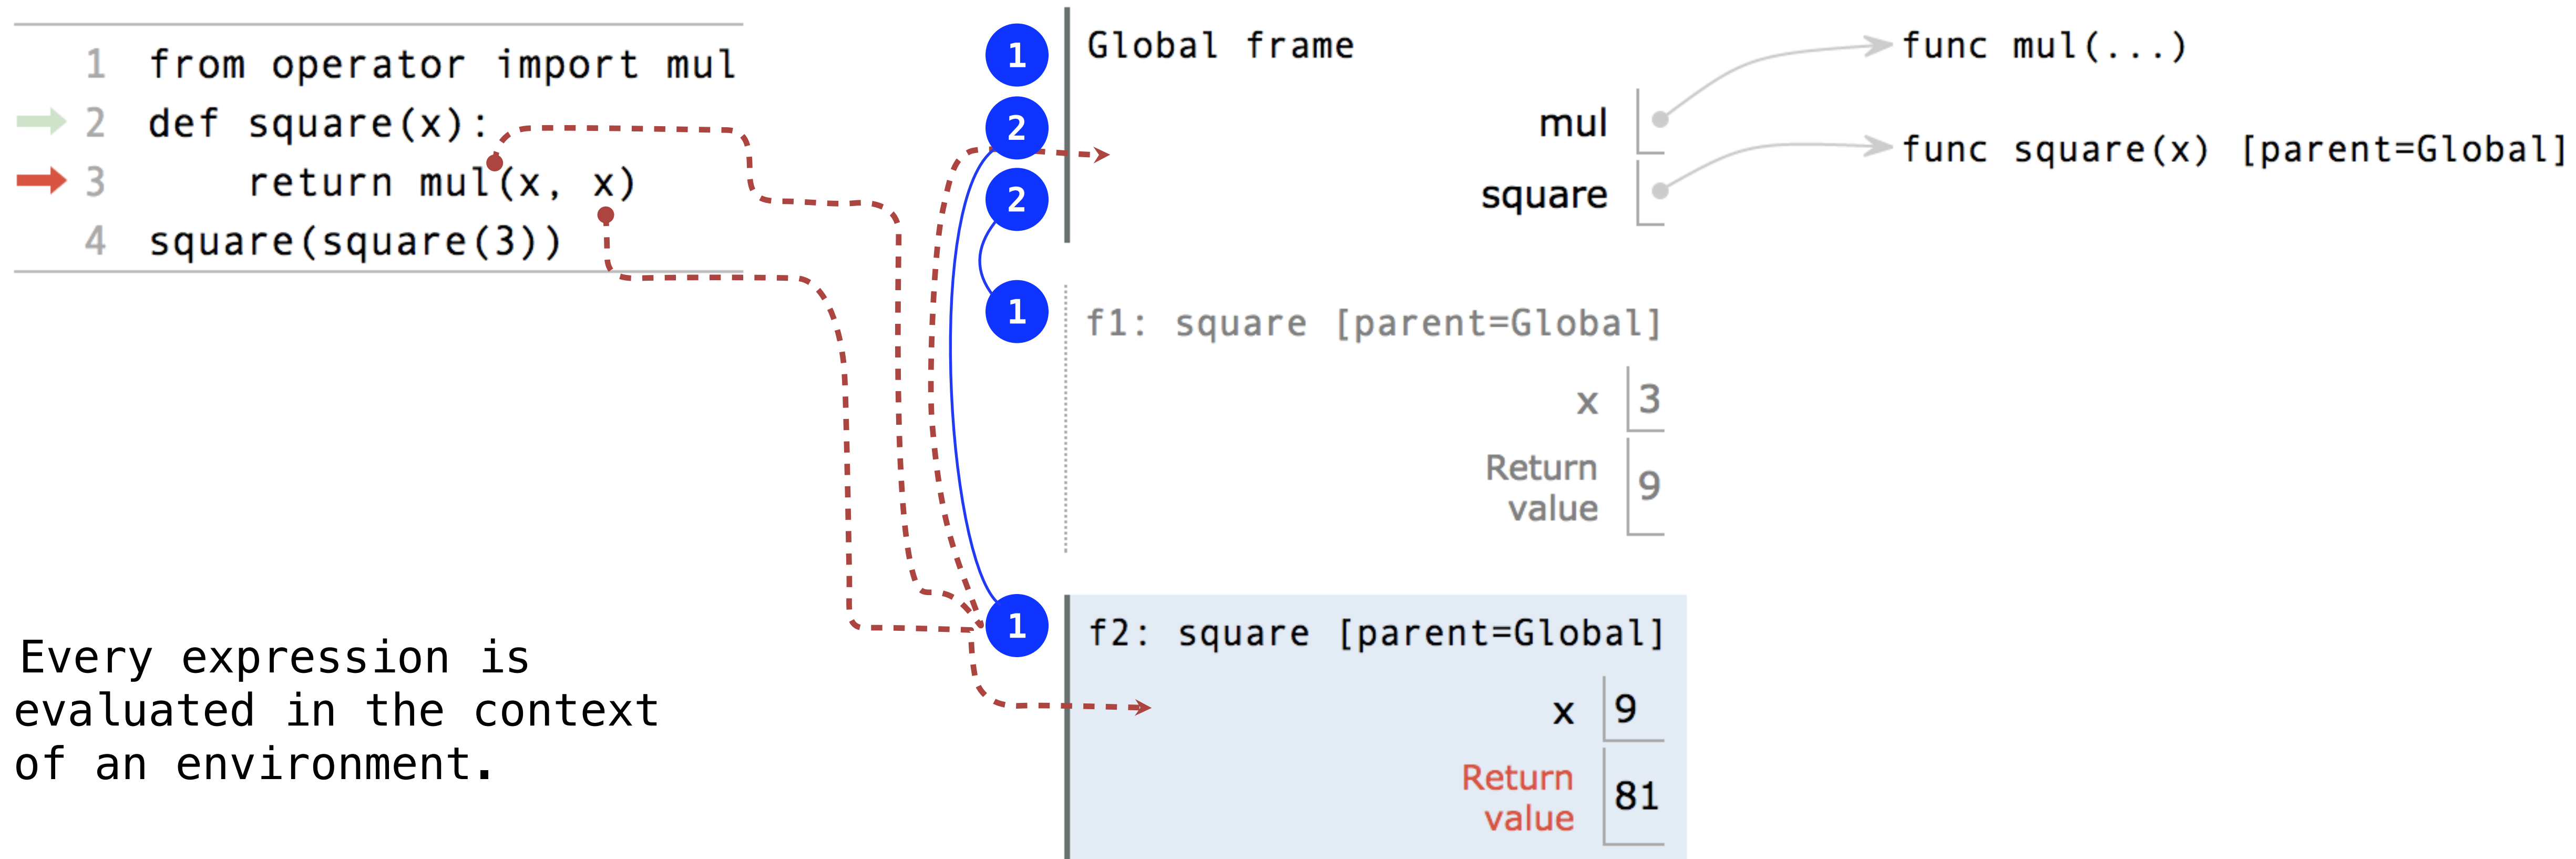 1 from operator import mul
2 def square(x):
3 return mul(x, x)
4 square(square(3))
Every expression is
evaluated in the context
of an environment.
1
Global frame
2
mul
2
square
func mul(...)
func square(x) [parent=Global]
1
f1: square [parent=Global]
x 3
Return
value
9
1
f2: square [parent=Global]
x 9
Return
value
81